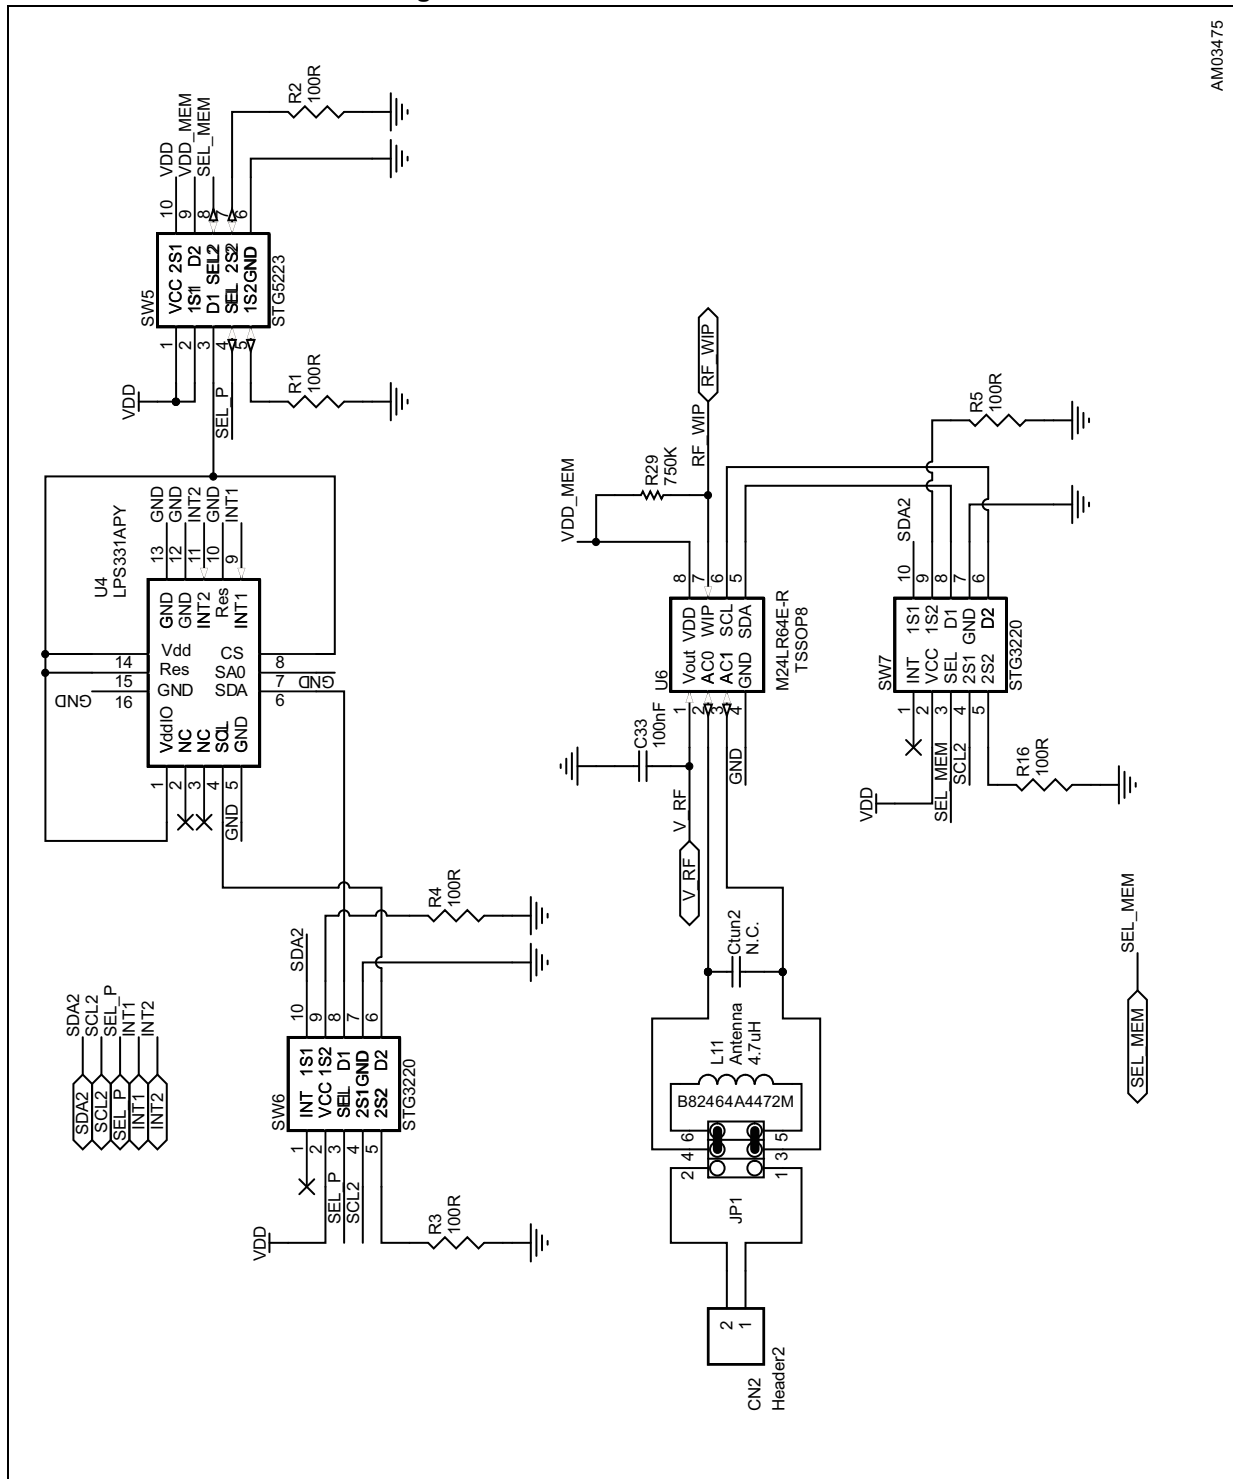 g
AM03475
R2
100R
VDD
VDD_MEM
SEL_MEM
10
9
8
7
6
SW5
VCC 2S1
1S1 D2
D1 SEL2
SEL 2S2
1S2 GND
STG5223
1
2
3
4
5
VDD
SEL_P
R1
100R
U4
LPS331APY
GND
GND
INT2
GND
INT1
13
12
11
10
9
GND
GND
INT2
Res
INT1
Vdd
Res
GND
CS
SA0
SDA
14
15
16
8
7
6
GND
GND
VddIO
NC
NC
SCL
GND
1
2
3
4
5
GND
R4
100R
SDA2
10
9
8
7
6
SW6
INT 1S1
VCC 1S2
SEL D1
2S1 GND
2S2 D2
STG3220
1
2
3
4
5
VDD
SEL_P
SCL2
R3
100R
SDA2
SCL2
SEL_P
INT1
INT2
SDA2
SCL2
SEL_P
INT1
INT2
RF_WIP
RF_WIP
R29
750K
VDD_MEM
8
7
6
5
U6
Vout VDD
AC0 WIP
AC1 SCL
GND SDA
M24LR64E-R
TSSOP8
1
2
3
4
C33
100nF
GND
V_RF
V_RF
Ctun2
N.C.
L11
Antenna
4.7uH
B82464A4472M
6
4
2
5
3
1
JP1
2
1
CN2
Header2
R5
100R
SDA2
10
9
8
7
6
SW7
INT 1S1
VCC 1S2
SEL D1
2S1 GND
2S2 D2
STG3220
1
2
3
4
5
VDD
SEL_MEM
SCL2
R16
100R
SEL_MEM
SEL_MEM